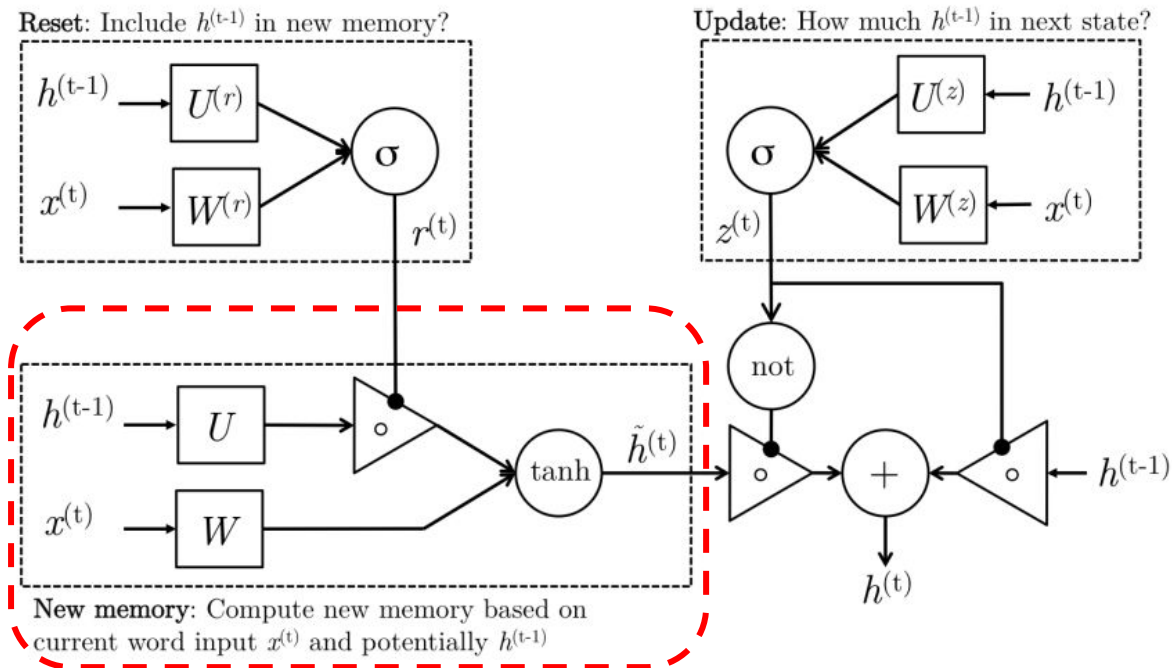 Reset: Include h^(t-1) in new memory?
h^(t-1)
U^(r)
σ
x^(t)
W^(r)
r^(t)
Update: How much h^(t-1) in next state?
U^(z)
h^(t-1)
σ
W^(z)
x^(t)
z^(t)
not
h^(t-1)
U
∘
tanh
h̃^(t)
x^(t)
W
∘
+
∘
h^(t-1)
h^(t)
New memory: Compute new memory based on
current word input x^(t) and potentially h^(t-1)